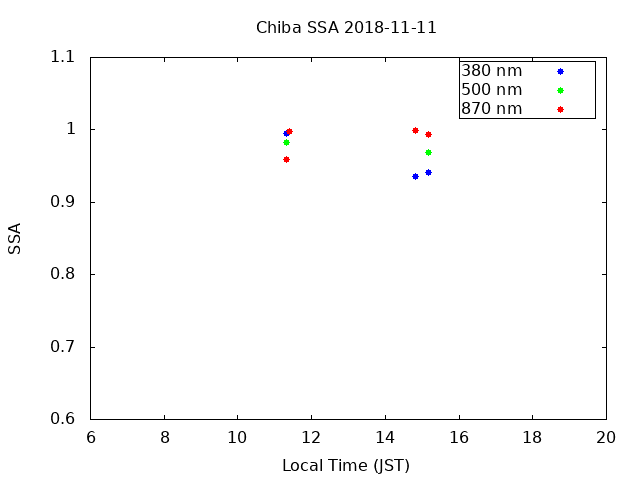 Chiba SSA 2018-11-11
1.1
1
0.9
0.8
0.7
0.6
SSA
380 nm
500 nm
870 nm
6 8 10 12 14 16 18 20
Local Time (JST)